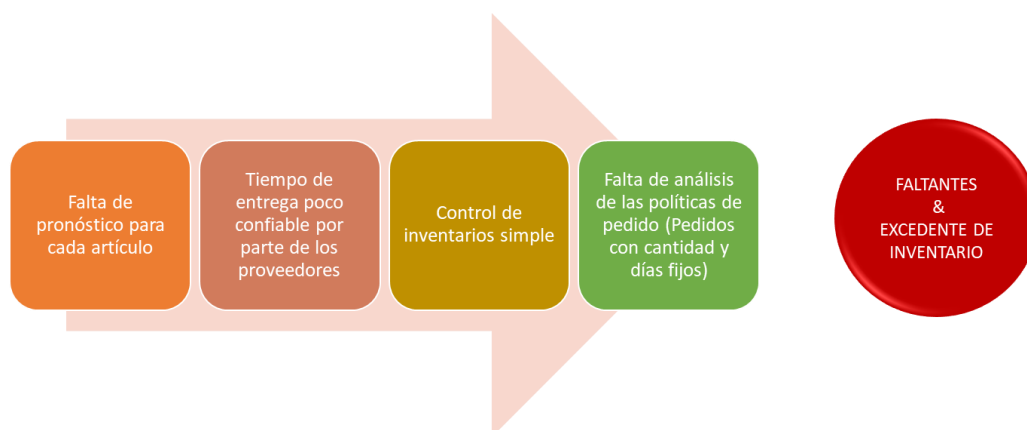 Falta de
pronóstico para
cada artículo
Tiempo de
entrega poco
confiable por
parte de los
proveedores
Control de
inventarios simple
Falta de análisis
de las políticas de
pedido (Pedidos
con cantidad y
días fijos)
FALTANTES
&
EXCEDENTE DE
INVENTARIO